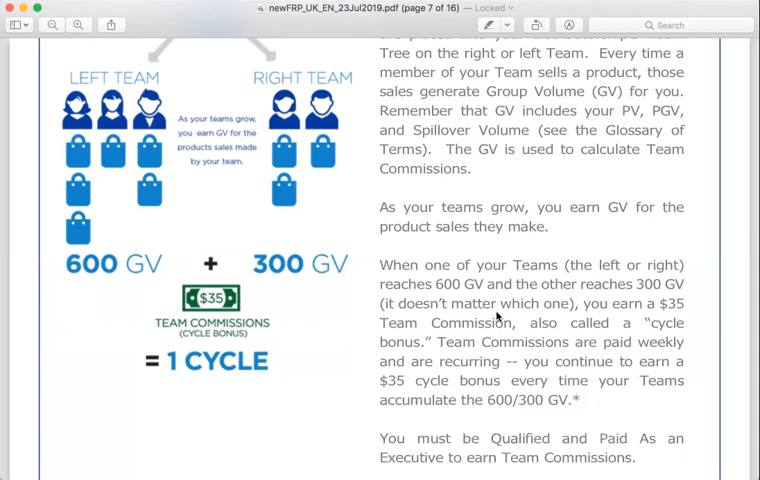 newFRP_UK_EN_23Jul2019.pdf (page 7 of 16) — Locked
Search
Tree on the right or left Team. Every time a
member of your Team sells a product, those
sales generate Group Volume (GV) for you.
Remember that GV includes your PV, PGV,
and Spillover Volume (see the Glossary of
Terms). The GV is used to calculate Team
Commissions.
As your teams grow, you earn GV for the
product sales they make.
When one of your Teams (the left or right)
reaches 600 GV and the other reaches 300 GV
(it doesn't matter which one), you earn a $35
Team Commission, also called a "cycle
bonus." Team Commissions are paid weekly
and are recurring -- you continue to earn a
$35 cycle bonus every time your Teams
accumulate the 600/300 GV.*
You must be Qualified and Paid As an
Executive to earn Team Commissions.
LEFT TEAM
RIGHT TEAM
As your teams grow,
you earn GV for the
products sales made
by your team.
600 GV + 300 GV
$35
TEAM COMMISSIONS
(CYCLE BONUS)
= 1 CYCLE